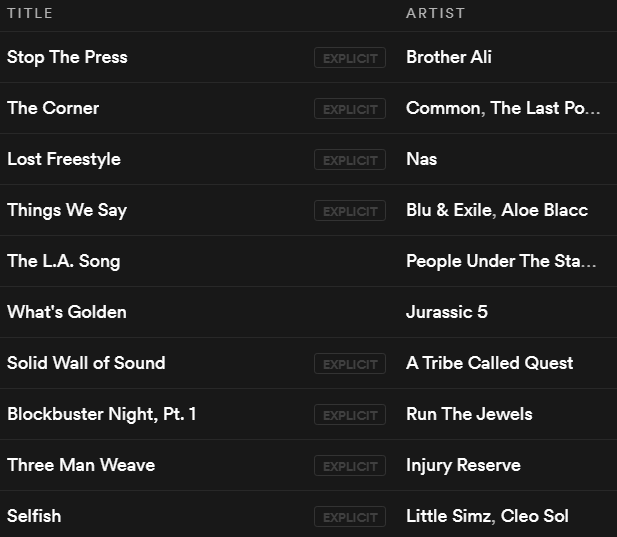 TITLE ARTIST
Stop The Press EXPLICIT Brother Ali
The Corner EXPLICIT Common, The Last Po...
Lost Freestyle EXPLICIT Nas
Things We Say EXPLICIT Blu & Exile, Aloe Blacc
The L.A. Song People Under The Sta...
What's Golden Jurassic 5
Solid Wall of Sound EXPLICIT A Tribe Called Quest
Blockbuster Night, Pt. 1 EXPLICIT Run The Jewels
Three Man Weave EXPLICIT Injury Reserve
Selfish EXPLICIT Little Simz, Cleo Sol